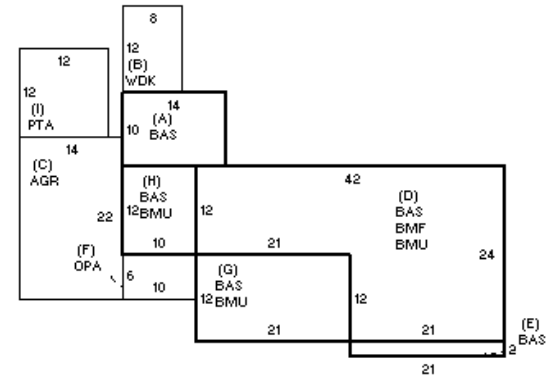 8
12
(B)
WDK
12
12
(I)
PTA
14
(A)
10 BAS
14
(C)
AGR
(H)
BAS
12 BMU
42
(D)
BAS
BMF
BMU
12
22
10
21
24
(F)
OPA
6
10
(G)
BAS
12 BMU
12
21
21
(E)
BAS
2
21